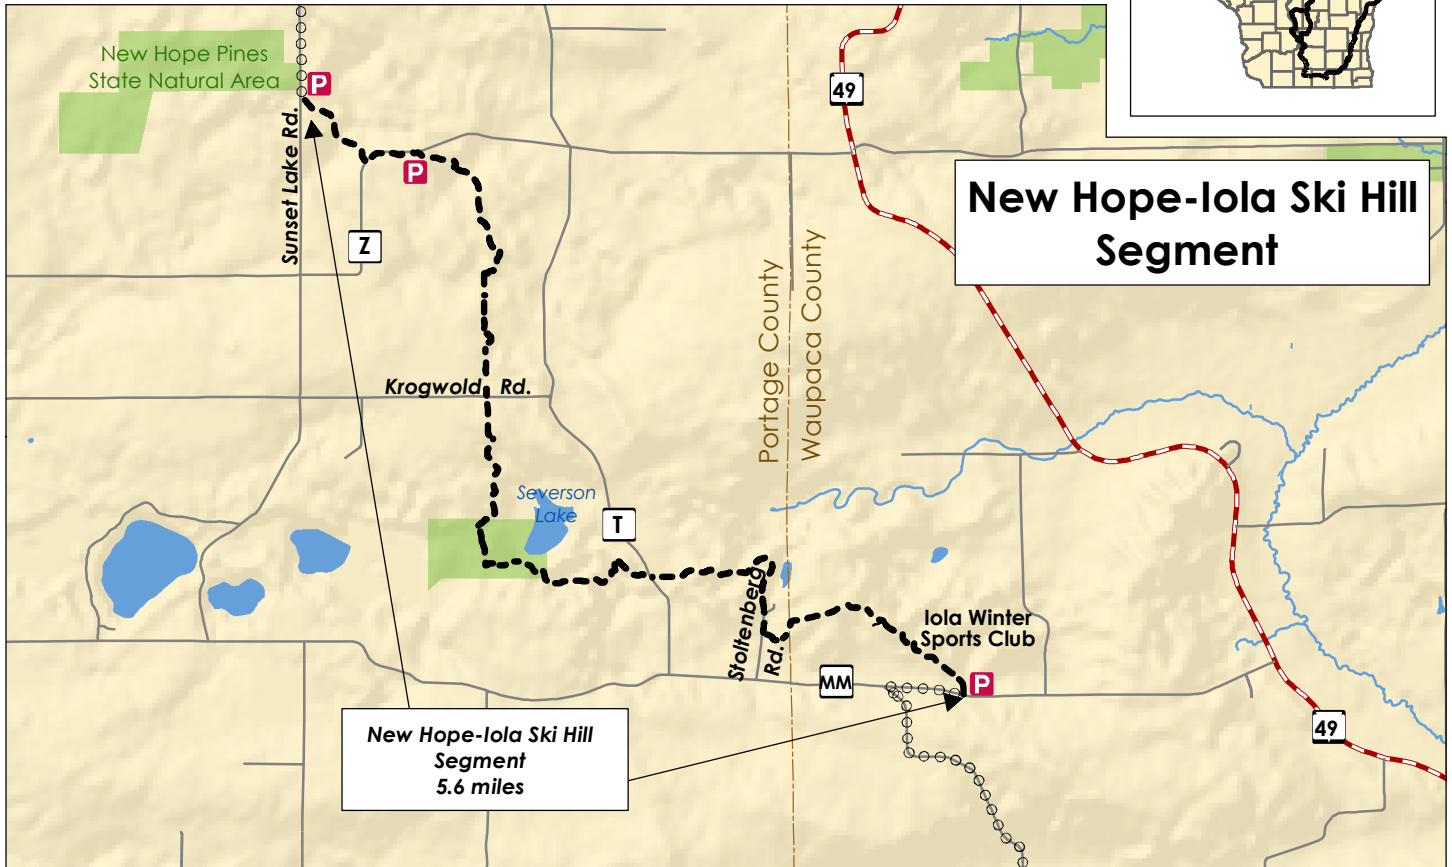 New Hope Pines
State Natural Area
P
49
Sunset Lake Rd.
P
New Hope-Iola Ski Hill
Segment
Z
Portage County
Waupaca County
Krogwold Rd.
Severson
Lake
T
Stoltenberg
Rd.
Iola Winter
Sports Club
MM
P
49
New Hope-Iola Ski Hill
Segment
5.6 miles